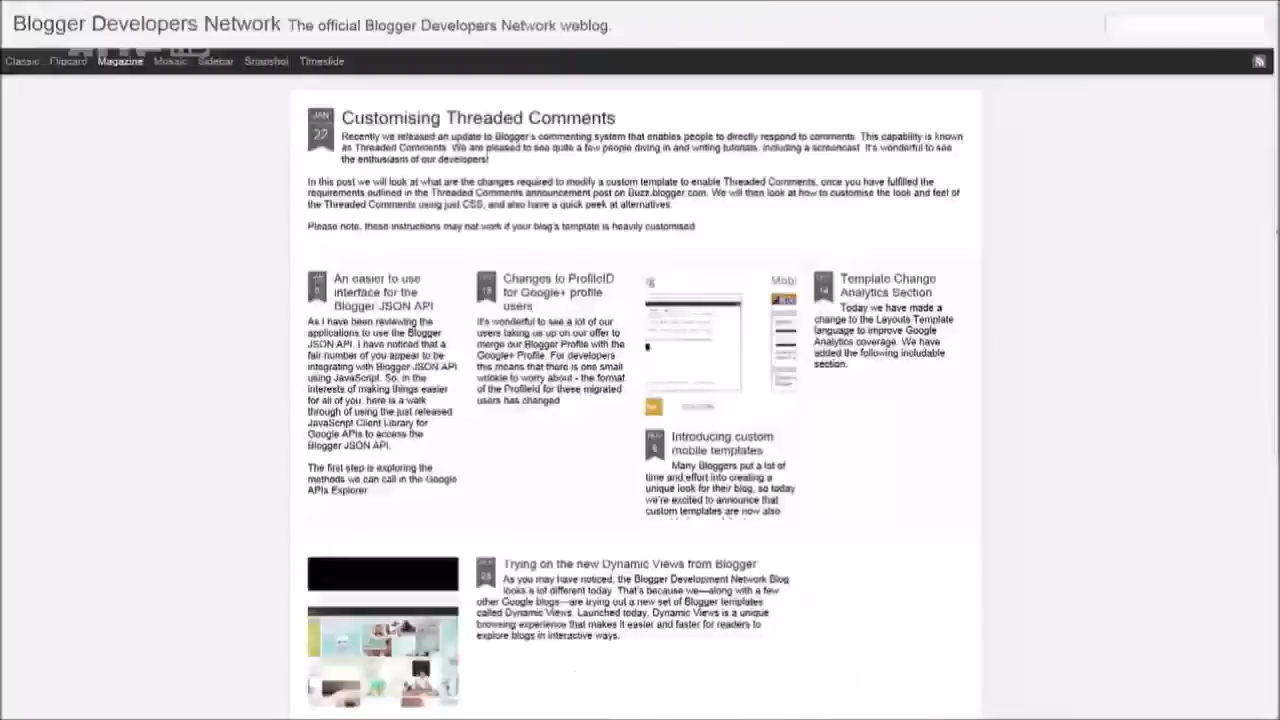 Blogger Developers Network The official Blogger Developers Network weblog.
Classic Flipcard Magazine Mosaic Sidebar Snapshot Timeslide
JAN
27
Customising Threaded Comments
Recently we released an update to Blogger's commenting system that enables people to directly respond to comments. This capability is known
as Threaded Comments. We are pleased to see quite a few people diving in and writing tutorials, including a screencast. It's wonderful to see
the enthusiasm of our developers!
In this post we will look at what are the changes required to modify a custom template to enable Threaded Comments, once you have fulfilled the
requirements outlined in the Threaded Comments announcement post on Buzz.blogger.com. We will then look at how to customise the look and feel of
the Threaded Comments using just CSS, and also have a quick peek at alternatives.
Please note, these instructions may not work if your blog's template is heavily customised
An easier to use
interface for the
Blogger JSON API
As I have been reviewing the
applications to use the Blogger
JSON API, I have noticed that a
fair number of you appear to be
integrating with Blogger JSON API
using JavaScript. So, in the
interests of making things easier
for all of you, here is a walk
through of using the just released
JavaScript Client Library for
Google APIs to access the
Blogger JSON API.
The first step is exploring the
methods we can call in the Google
APIs Explorer
Changes to ProfileID
for Google+ profile
users
It's wonderful to see a lot of our
users taking us up on our offer to
merge our Blogger Profile with the
Google+ Profile. For developers
this means that there is one small
wrinkle to worry about - the format
of the ProfileId for these migrated
users has changed
Mobi
Introducing custom
mobile templates
Many Bloggers put a lot of
time and effort into creating a
unique look for their blog, so today
we're excited to announce that
custom templates are now also
Template Change
Analytics Section
Today we have made a
change to the Layouts Template
language to improve Google
Analytics coverage. We have
added the following includable
section.
Trying on the new Dynamic Views from Blogger
As you may have noticed, the Blogger Development Network Blog
looks a lot different today. That's because we—along with a few
other Google blogs—are trying out a new set of Blogger templates
called Dynamic Views. Launched today, Dynamic Views is a unique
browsing experience that makes it easier and faster for readers to
explore blogs in interactive ways.